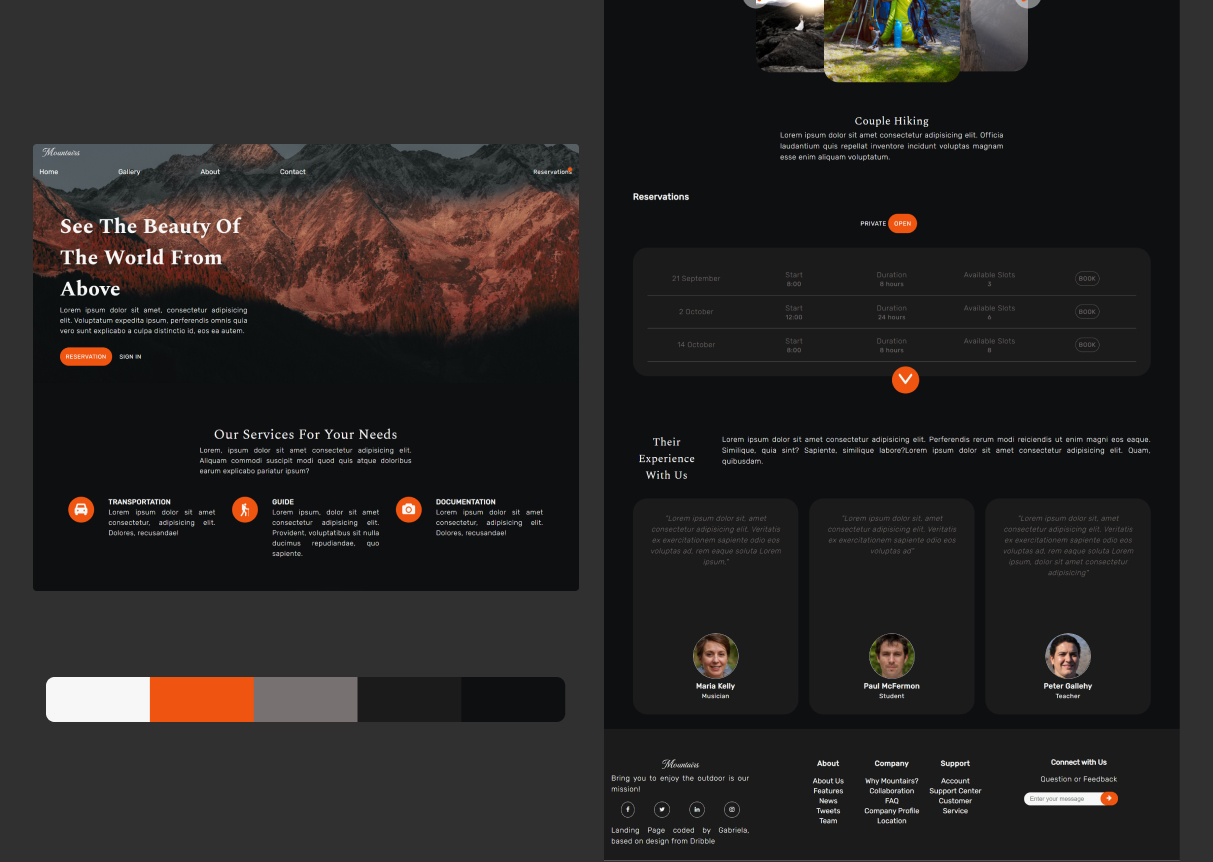 Mountairs
Home Gallery About Contact Reservations
See The Beauty Of
The World From
Above
Lorem ipsum dolor sit amet, consectetur adipisicing
elit. Voluptatum expedita ipsum, perferendis omnis quia
vero sunt explicabo a culpa distinctio id, eos ea autem.
RESERVATION SIGN IN
Our Services For Your Needs
Lorem, ipsum dolor sit amet consectetur adipisicing elit.
Aliquam commodi suscipit modi quod quis atque doloribus
earum explicabo pariatur ipsum?
TRANSPORTATION
Lorem ipsum dolor sit amet
consectetur, adipisicing elit.
Dolores, recusandae!
GUIDE
Lorem ipsum, dolor sit amet
consectetur adipisicing elit.
Provident, voluptatibus sit nulla
ducimus repudiandae, quo
sapiente.
DOCUMENTATION
Lorem ipsum dolor sit amet
consectetur, adipisicing elit.
Dolores, recusandae!
Couple Hiking
Lorem ipsum dolor sit amet consectetur adipisicing elit. Officia
laudantium quis repellat inventore incidunt voluptas magnam
esse enim aliquam voluptatum.
Reservations
PRIVATE OPEN
21 September Start Duration Available Slots BOOK
8:00 8 hours 3
2 October Start Duration Available Slots BOOK
12:00 24 hours 6
14 October Start Duration Available Slots BOOK
8:00 8 hours 8
Their
Experience
With Us
Lorem ipsum dolor sit amet consectetur adipisicing elit. Perferendis rerum modi reiciendis ut enim magni eos eaque.
Similique, quia sint? Sapiente, similique labore?Lorem ipsum dolor sit amet consectetur adipisicing elit. Quam,
quibusdam.
"Lorem ipsum dolor sit, amet
consectetur adipisicing elit. Veritatis
ex exercitationem sapiente odio eos
voluptas ad, rem eaque soluta Lorem
ipsum."
Maria Kelly
Musician
"Lorem ipsum dolor sit, amet
consectetur adipisicing elit. Veritatis
ex exercitationem sapiente odio eos
voluptas ad"
Paul McFermon
Student
"Lorem ipsum dolor sit, amet
consectetur adipisicing elit. Veritatis
ex exercitationem sapiente odio eos
voluptas ad, rem eaque soluta Lorem
ipsum, dolor sit amet consectetur
adipisicing"
Peter Gallehy
Teacher
Mountairs
Bring you to enjoy the outdoor is our
mission!
Landing Page coded by Gabriela,
based on design from Dribble
About
About Us
Features
News
Tweets
Team
Company
Why Mountairs?
Collaboration
FAQ
Company Profile
Location
Support
Account
Support Center
Customer
Service
Connect with Us
Question or Feedback
Enter your message